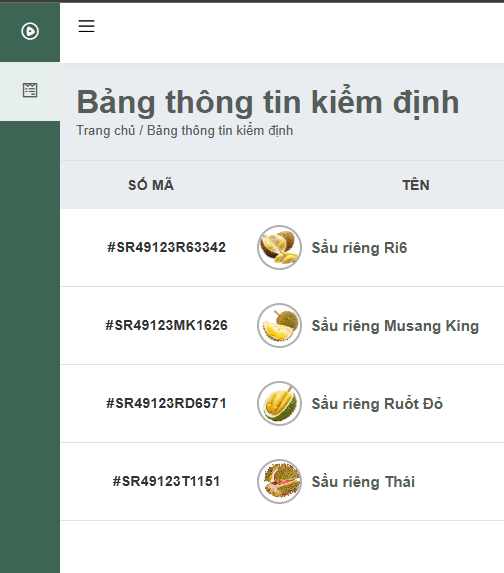 Bảng thông tin kiểm định
Trang chủ / Bảng thông tin kiểm định
SỐ MÃ TÊN
#SR49123R63342 Sầu riêng Ri6
#SR49123MK1626 Sầu riêng Musang King
#SR49123RD6571 Sầu riêng Ruột Đỏ
#SR49123T1151 Sầu riêng Thái